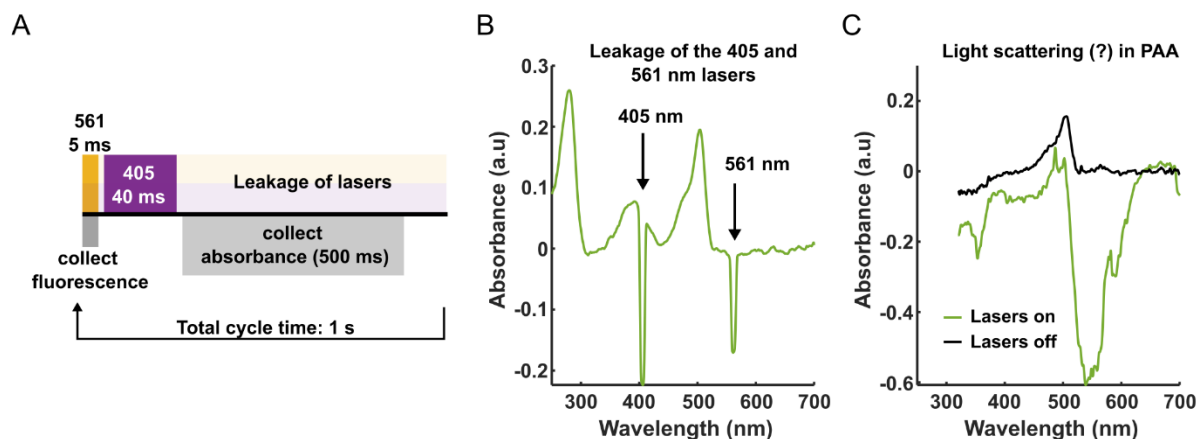 A
561
5 ms
405
40 ms
Leakage of lasers
collect
fluorescence
collect
absorbance (500 ms)
Total cycle time: 1 s
B
Leakage of the 405 and
561 nm lasers
405 nm
561 nm
0.3
0.2
0.1
0
-0.1
-0.2
Absorbance (a.u)
300 400 500 600 700
Wavelength (nm)
C
Light scattering (?) in PAA
0.2
0
-0.2
-0.4
-0.6
Absorbance (a.u)
Lasers on
Lasers off
300 400 500 600 700
Wavelength (nm)